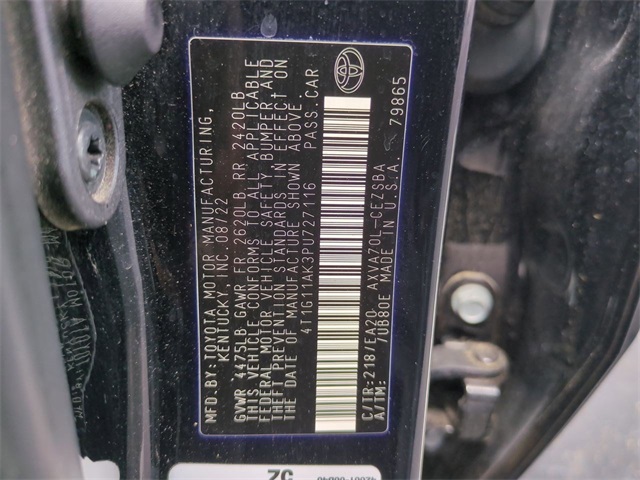 MFD. BY: TOYOTA MOTOR MANUFACTURING,
KENTUCKY, INC. 08/22
GVWR 4475LB GAWR FR 2620LB RR 2420LB
THIS VEHICLE CONFORMS TO ALL APPLICABLE
FEDERAL MOTOR VEHICLE SAFETY, BUMPER, AND
THEFT PREVENTION STANDARDS IN EFFECT ON
THE DATE OF MANUFACTURE SHOWN ABOVE.
4T1G11AK3PU727116 PASS.CAR
C/TR:218/EA20 AXVA70L-CEZSBA
A/TM: /UB80E MADE IN U.S.A. 79865
52